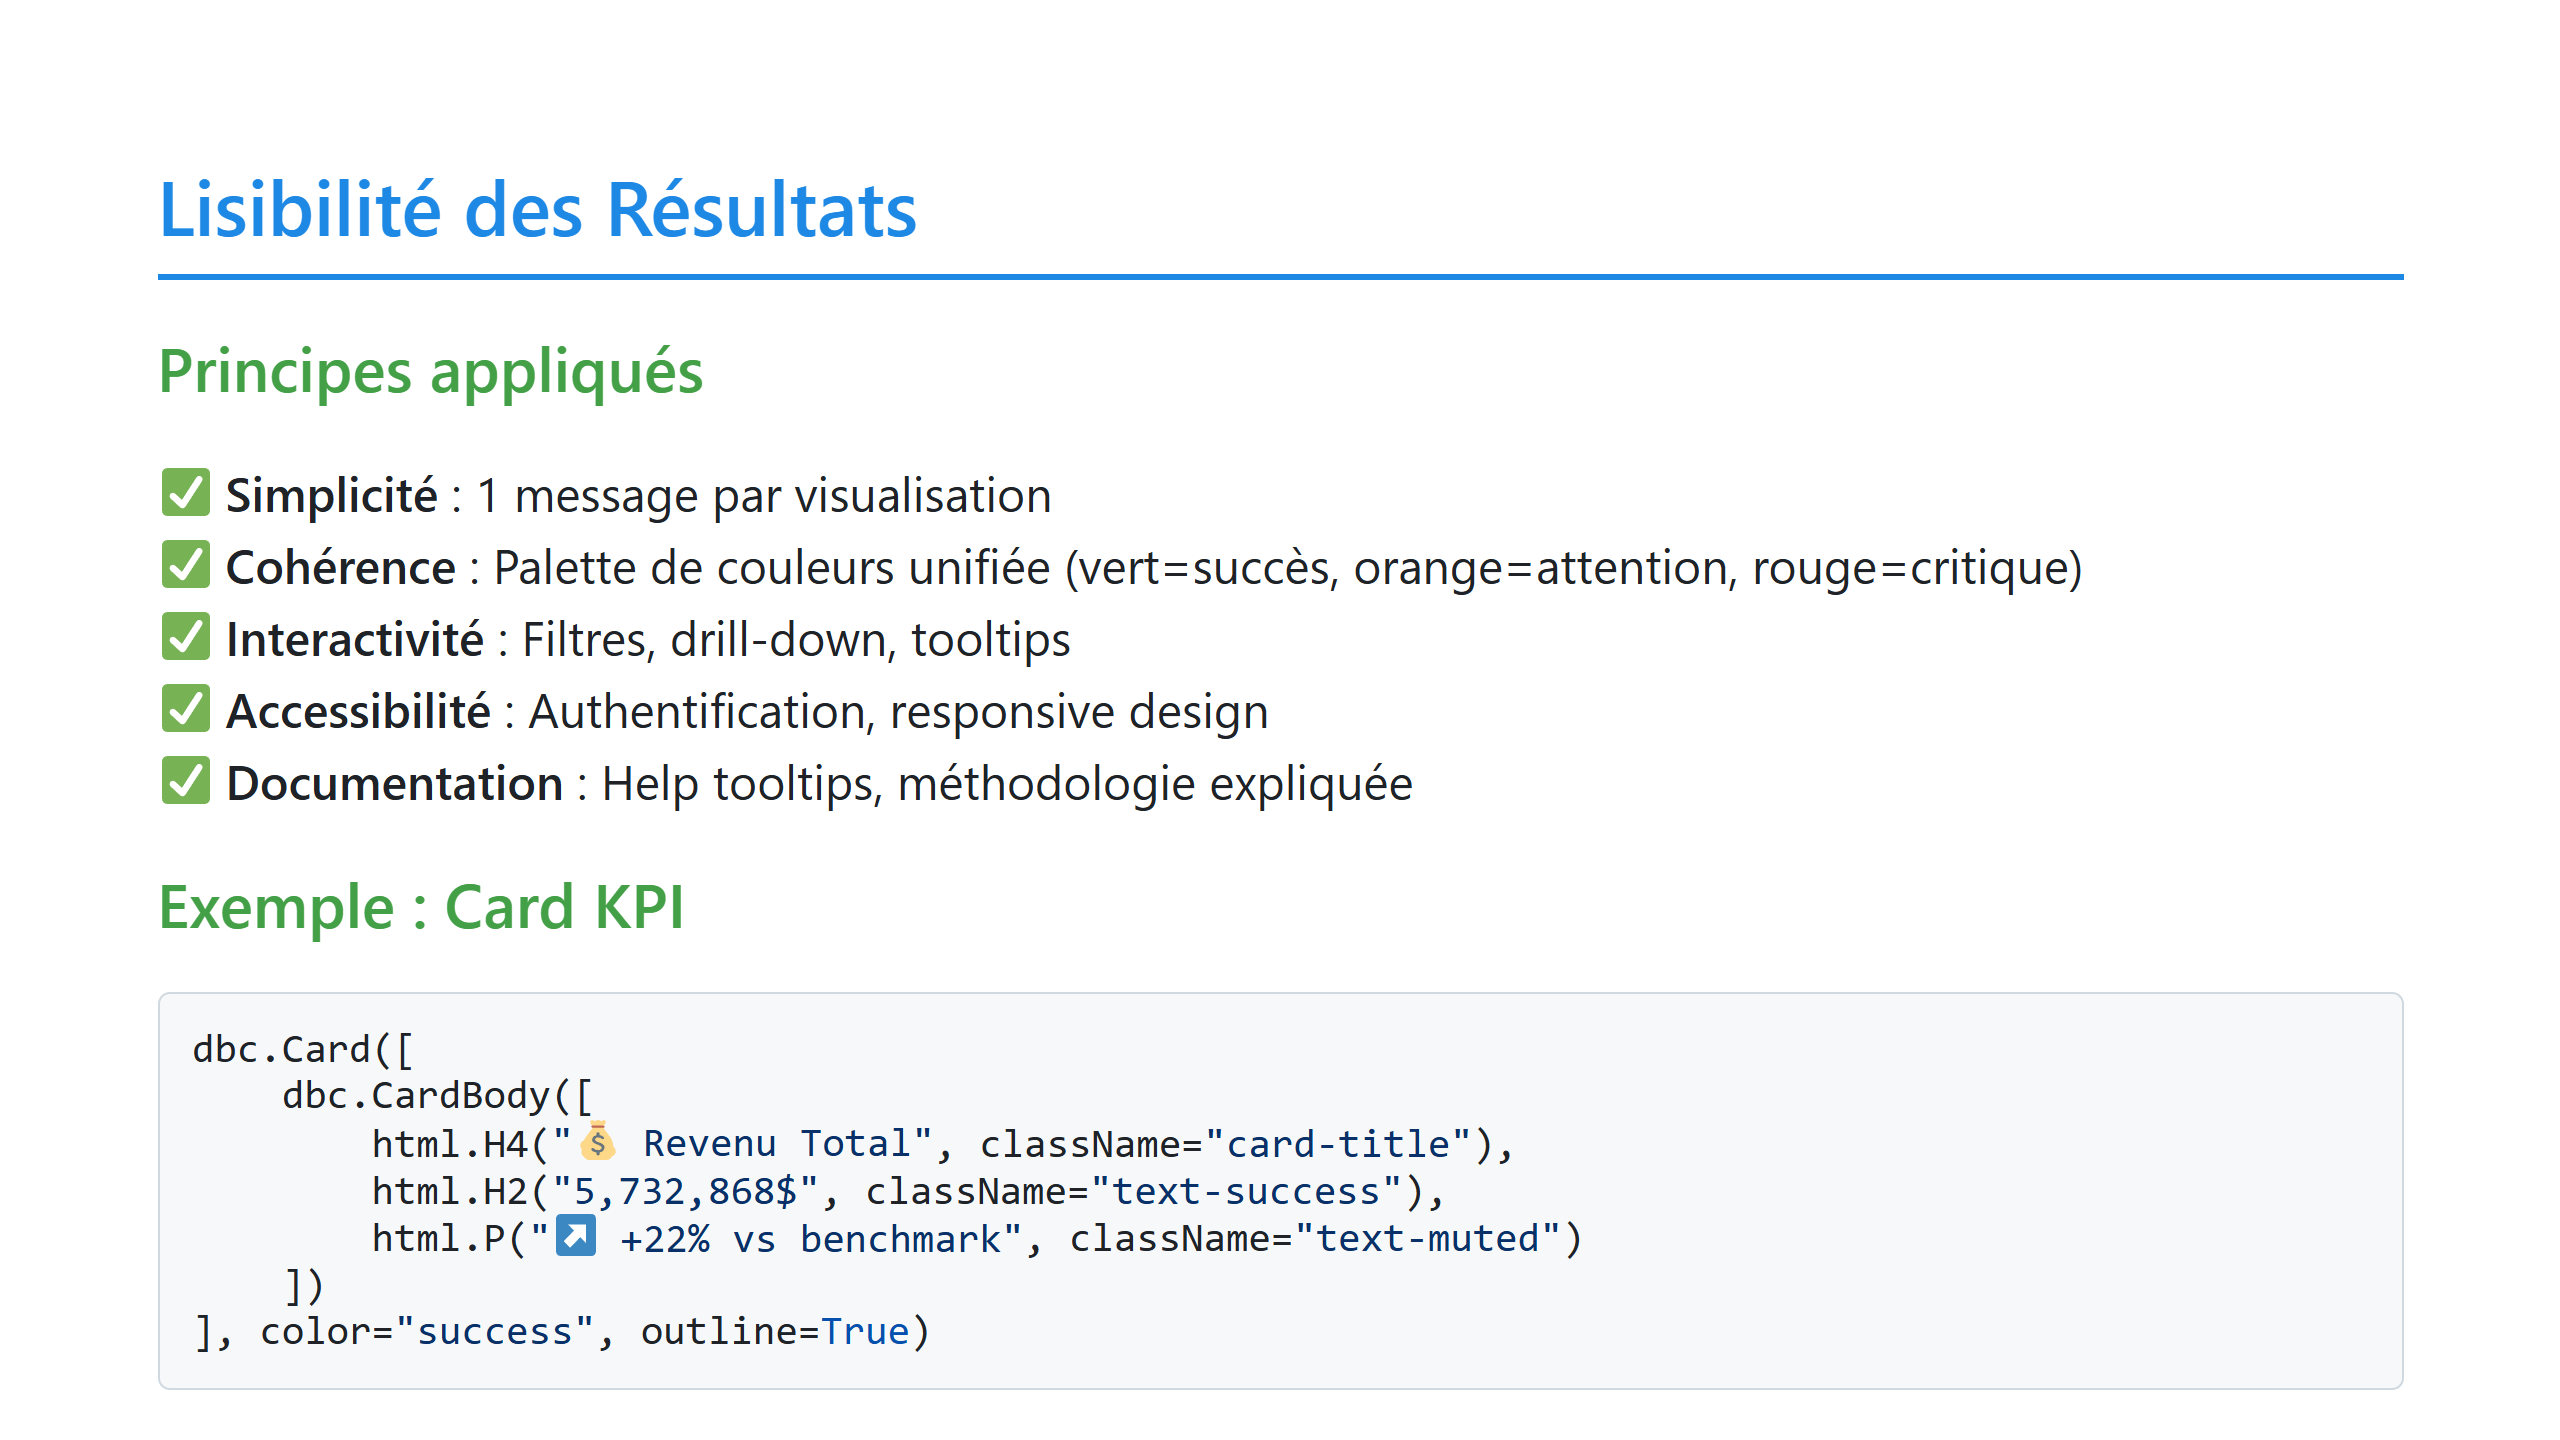 Lisibilité des Résultats
Principes appliqués
✅ Simplicité : 1 message par visualisation
✅ Cohérence : Palette de couleurs unifiée (vert=succès, orange=attention, rouge=critique)
✅ Interactivité : Filtres, drill-down, tooltips
✅ Accessibilité : Authentification, responsive design
✅ Documentation : Help tooltips, méthodologie expliquée
Exemple : Card KPI
dbc.Card([
    dbc.CardBody([
        html.H4("💰 Revenu Total", className="card-title"),
        html.H2("5,732,868$", className="text-success"),
        html.P("↗️ +22% vs benchmark", className="text-muted")
    ])
], color="success", outline=True)